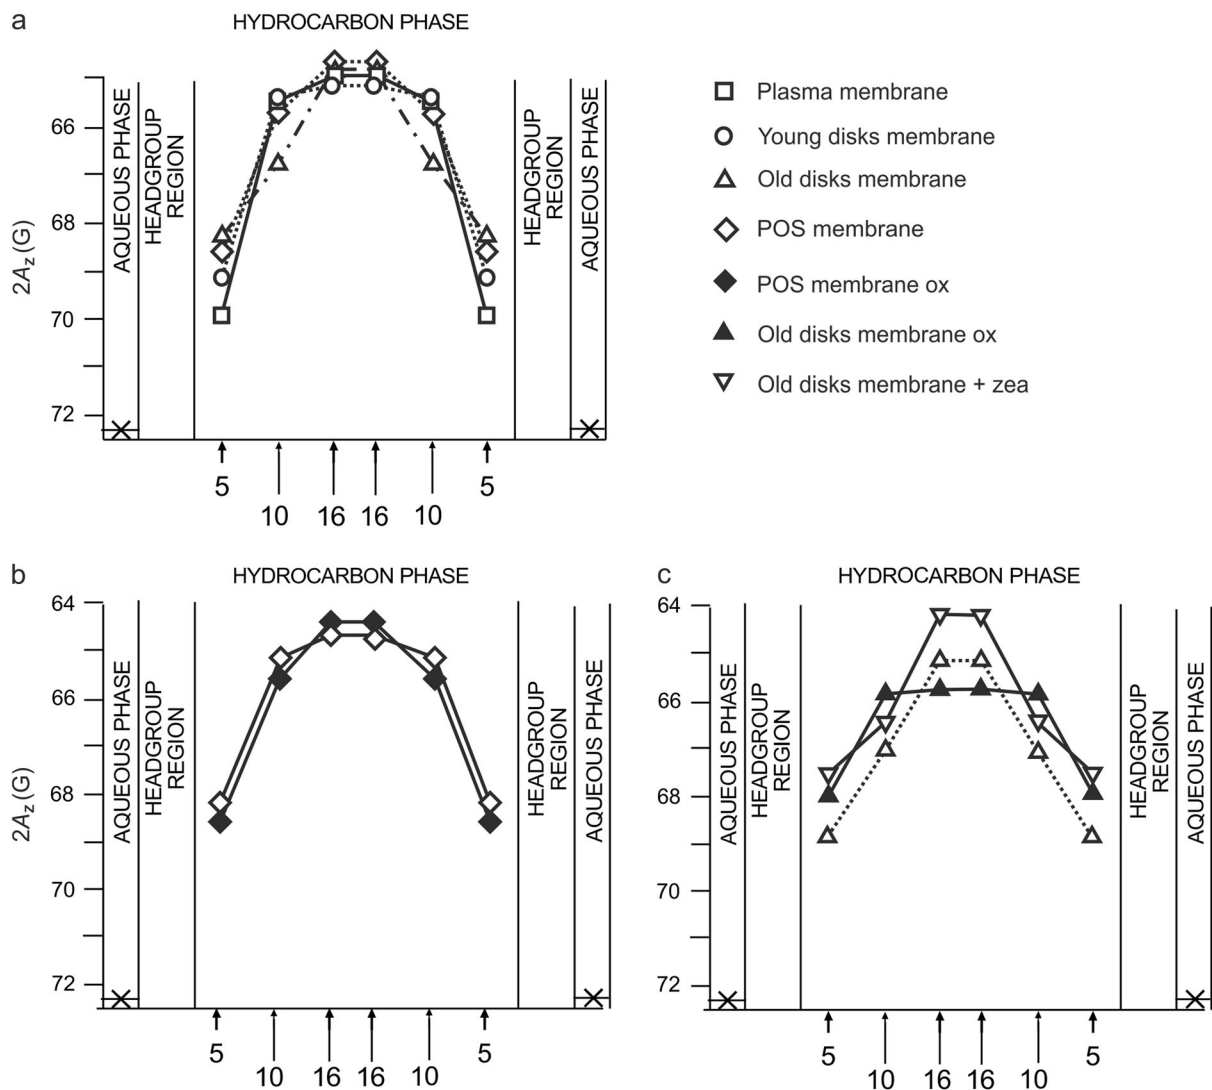 a
HYDROCARBON PHASE
AQUEOUS PHASE
HEADGROUP
REGION
HEADGROUP
REGION
AQUEOUS PHASE
2Az (G)
66
68
70
72
5
10
16
16
10
5
Plasma membrane
Young disks membrane
Old disks membrane
POS membrane
POS membrane ox
Old disks membrane ox
Old disks membrane + zea
b
HYDROCARBON PHASE
AQUEOUS PHASE
HEADGROUP
REGION
HEADGROUP
REGION
AQUEOUS PHASE
2Az (G)
64
66
68
70
72
5
10
16
16
10
5
c
HYDROCARBON PHASE
AQUEOUS PHASE
HEADGROUP
REGION
HEADGROUP
REGION
AQUEOUS PHASE
64
66
68
70
72
5
10
16
16
10
5